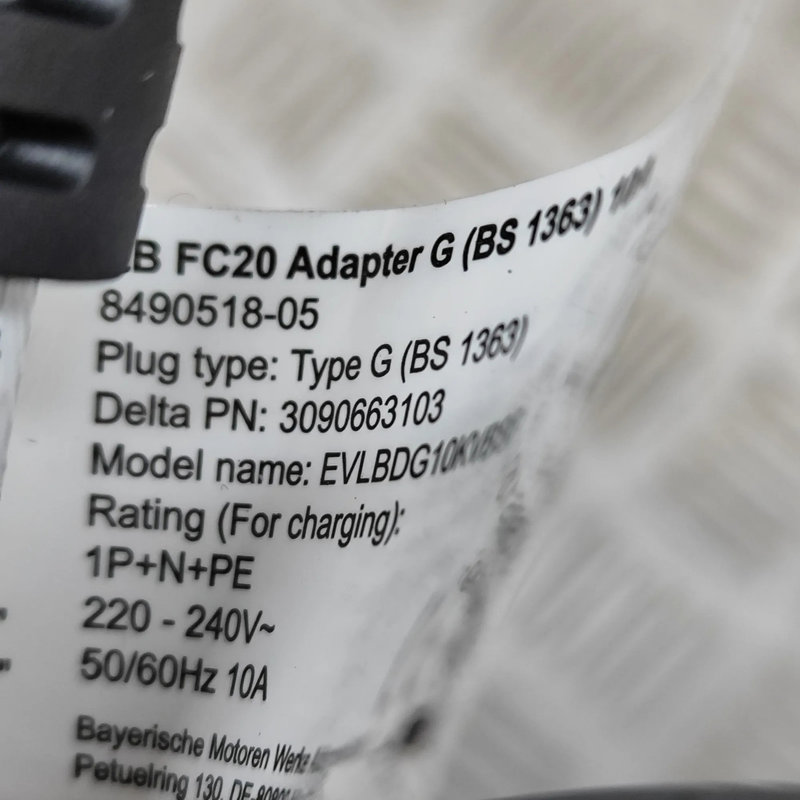 FC20 Adapter G (BS 1363)
8490518-05
Plug type: Type G (BS 1363)
Delta PN: 3090663103
Model name:
Rating (For charging):
1P+N+PE
220 - 240V~
50/60Hz 10A
Bayerische Motoren Werke
Petuelring 130,